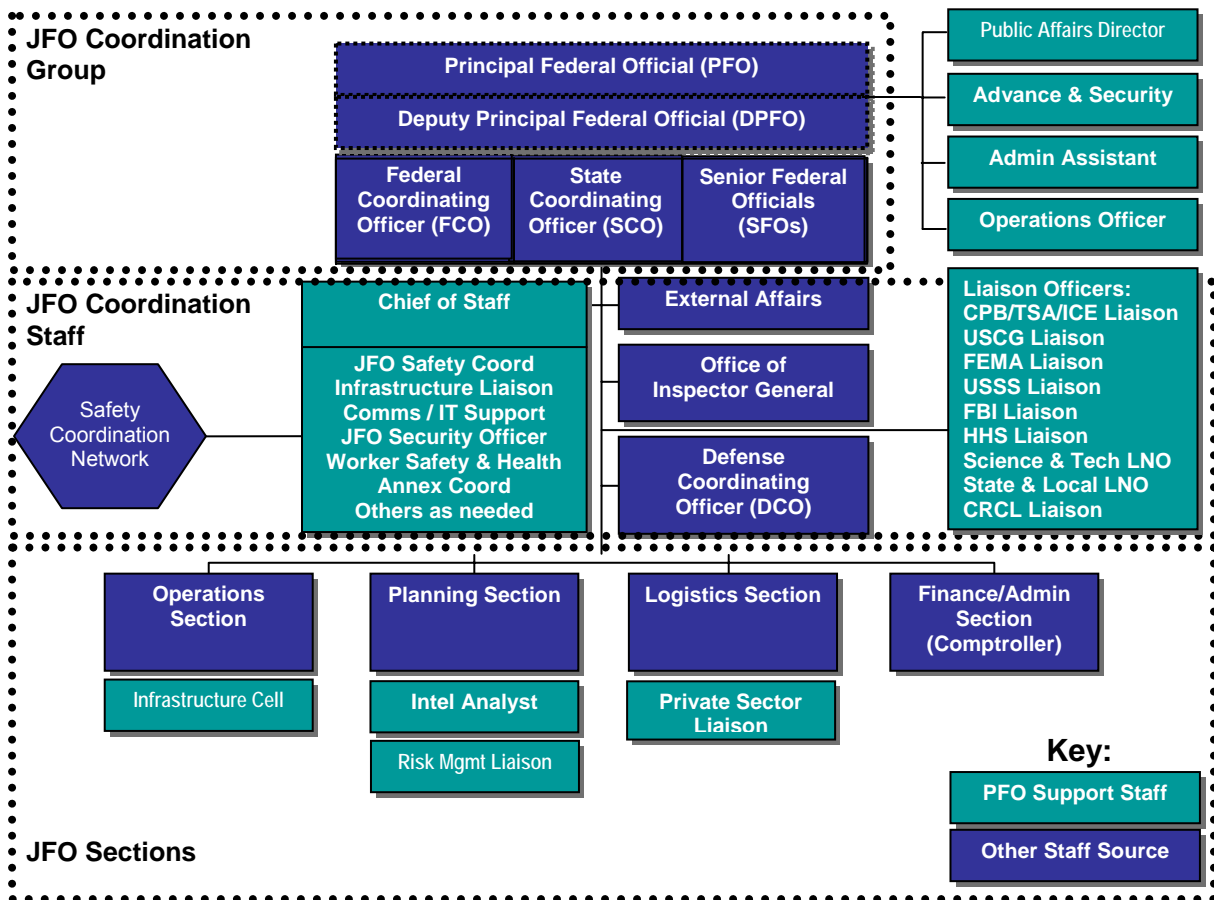 JFO Coordination
Group
Principal Federal Official (PFO)
Deputy Principal Federal Official (DPFO)
Federal
Coordinating
Officer (FCO)
State
Coordinating
Officer (SCO)
Senior Federal
Officials
(SFOs)
Public Affairs Director
Advance & Security
Admin Assistant
Operations Officer
JFO Coordination
Staff
Safety
Coordination
Network
Chief of Staff
JFO Safety Coord
Infrastructure Liaison
Comms / IT Support
JFO Security Officer
Worker Safety & Health
Annex Coord
Others as needed
External Affairs
Office of
Inspector General
Defense
Coordinating
Officer (DCO)
Liaison Officers:
CPB/TSA/ICE Liaison
USCG Liaison
FEMA Liaison
USSS Liaison
FBI Liaison
HHS Liaison
Science & Tech LNO
State & Local LNO
CRCL Liaison
Operations
Section
Infrastructure Cell
Planning Section
Intel Analyst
Risk Mgmt Liaison
Logistics Section
Private Sector
Liaison
Finance/Admin
Section
(Comptroller)
Key:
PFO Support Staff
Other Staff Source
JFO Sections